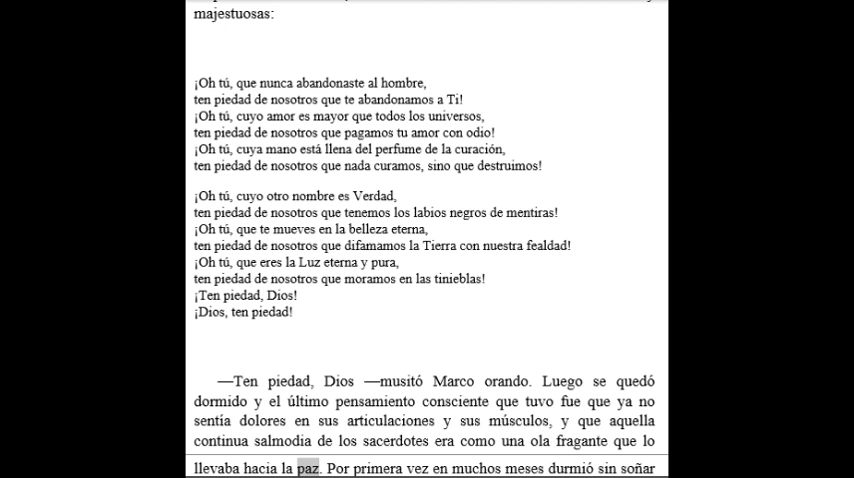 majestuosas:
¡Oh tú, que nunca abandonaste al hombre,
ten piedad de nosotros que te abandonamos a Ti!
¡Oh tú, cuyo amor es mayor que todos los universos,
ten piedad de nosotros que pagamos tu amor con odio!
¡Oh tú, cuya mano está llena del perfume de la curación,
ten piedad de nosotros que nada curamos, sino que destruimos!
¡Oh tú, cuyo otro nombre es Verdad,
ten piedad de nosotros que tenemos los labios negros de mentiras!
¡Oh tú, que te mueves en la belleza eterna,
ten piedad de nosotros que difamamos la Tierra con nuestra fealdad!
¡Oh tú, que eres la Luz eterna y pura,
ten piedad de nosotros que moramos en las tinieblas!
¡Ten piedad, Dios!
¡Dios, ten piedad!
—Ten piedad, Dios —musitó Marco orando. Luego se quedó
dormido y el último pensamiento consciente que tuvo fue que ya no
sentía dolores en sus articulaciones y sus músculos, y que aquella
continua salmodia de los sacerdotes era como una ola fragante que lo
llevaba hacia la paz. Por primera vez en muchos meses durmió sin soñar